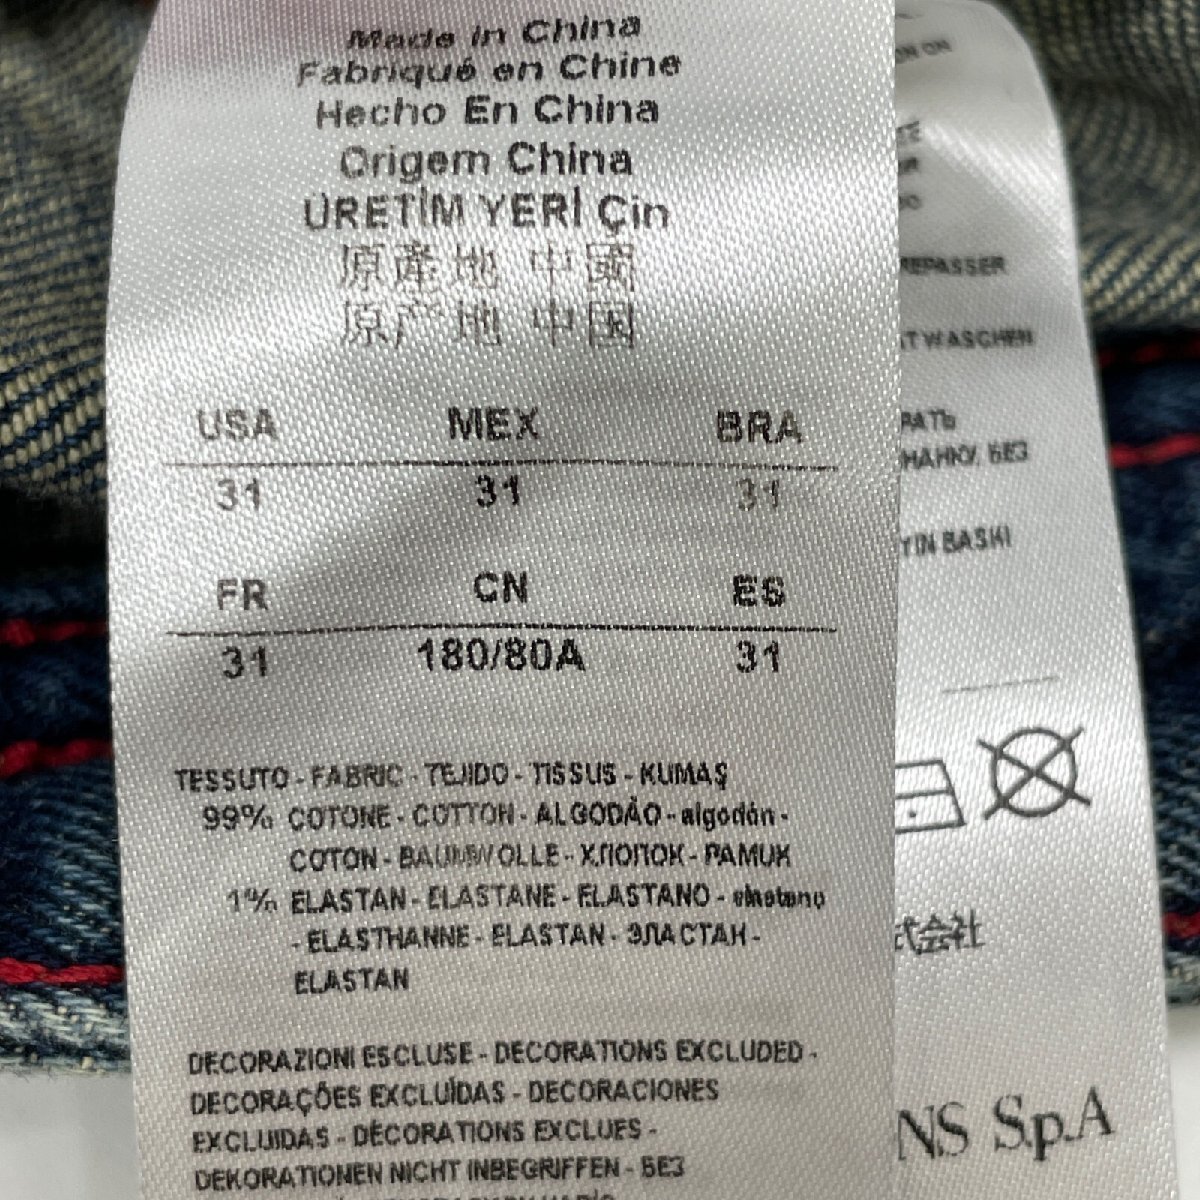 Made in China
Fabriqué en Chine
Hecho En China
Origem China
ÜRETİM YERİ Çin
原産地 中國
原产地 中国
USA MEX BRA
31 31 31
FR CN ES
31 180/80A 31
TESSUTO - FABRIC - TEJIDO - TISSUS - KUMAŞ
99% COTONE - COTTON - ALGODÃO - algodón -
COTON - BAUMWOLLE - ХЛОПОК - PAMUK
1% ELASTAN - ELASTANE - ELASTANO - elastano
- ELASTHANNE - ELASTAN - ЭЛАСТАН -
ELASTAN
DECORAZIONI ESCLUSE - DECORATIONS EXCLUDED -
DECORAÇÕES EXCLUÍDAS - DECORACIONES
EXCLUIDAS - DÉCORATIONS EXCLUES -
DEKORATIONEN NICHT INBEGRIFFEN - БЕЗ
ON
REPASSER
WASCHEN
БЕЗ
BASKI
式会社
NS S.p.A